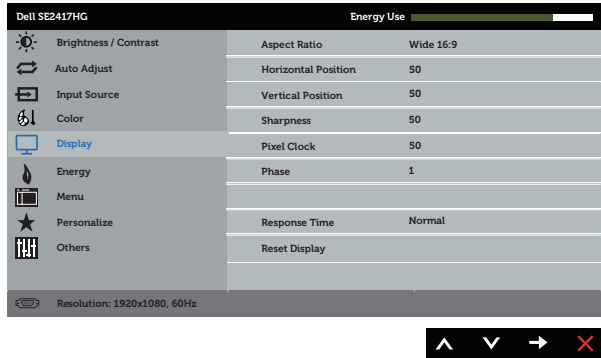 Dell SE2417HG Energy Use
Brightness / Contrast
Auto Adjust
Input Source
Color
Display
Energy
Menu
Personalize
Others
Aspect Ratio Wide 16:9
Horizontal Position 50
Vertical Position 50
Sharpness 50
Pixel Clock 50
Phase 1
Response Time Normal
Reset Display
Resolution: 1920x1080, 60Hz